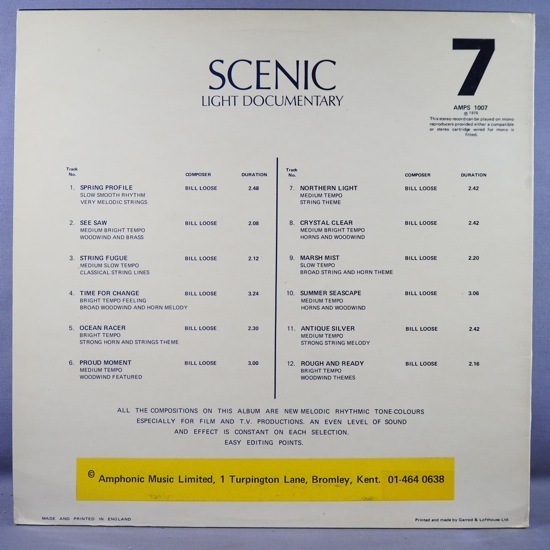 SCENIC
LIGHT DOCUMENTARY
7
AMPS 1007
℗ 1976
This stereo record can be played on mono
reproducers provided either a compatible
or stereo cartridge wired for mono is
fitted.
Track No. COMPOSER DURATION
1. SPRING PROFILE BILL LOOSE 2.48
SLOW SMOOTH RHYTHM
VERY MELODIC STRINGS
2. SEE SAW BILL LOOSE 2.08
MEDIUM BRIGHT TEMPO
WOODWIND AND BRASS
3. STRING FUGUE BILL LOOSE 2.12
MEDIUM SLOW TEMPO
CLASSICAL STRING LINES
4. TIME FOR CHANGE BILL LOOSE 3.24
BRIGHT TEMPO FEELING
BROAD WOODWIND AND HORN MELODY
5. OCEAN RACER BILL LOOSE 2.30
BRIGHT TEMPO
STRONG HORN AND STRINGS THEME
6. PROUD MOMENT BILL LOOSE 3.00
MEDIUM TEMPO
WOODWIND FEATURED
Track No. COMPOSER DURATION
7. NORTHERN LIGHT BILL LOOSE 2.42
MEDIUM TEMPO
STRING THEME
8. CRYSTAL CLEAR BILL LOOSE 2.42
MEDIUM BRIGHT TEMPO
HORNS AND WOODWIND
9. MARSH MIST BILL LOOSE 2.20
SLOW TEMPO
BROAD STRING AND HORN THEME
10. SUMMER SEASCAPE BILL LOOSE 3.06
MEDIUM TEMPO
HORNS AND WOODWIND
11. ANTIQUE SILVER BILL LOOSE 2.42
MEDIUM TEMPO
STRONG STRING MELODY
12. ROUGH AND READY BILL LOOSE 2.16
BRIGHT TEMPO
WOODWIND THEMES
ALL THE COMPOSITIONS ON THIS ALBUM ARE NEW MELODIC RHYTHMIC TONE-COLOURS
ESPECIALLY FOR FILM AND T.V. PRODUCTIONS. AN EVEN LEVEL OF SOUND
AND EFFECT IS CONSTANT ON EACH SELECTION.
EASY EDITING POINTS.
© Amphonic Music Limited, 1 Turpington Lane, Bromley, Kent. 01-464 0638
MADE AND PRINTED IN ENGLAND
Printed and made by Garrod & Lofthouse Ltd.